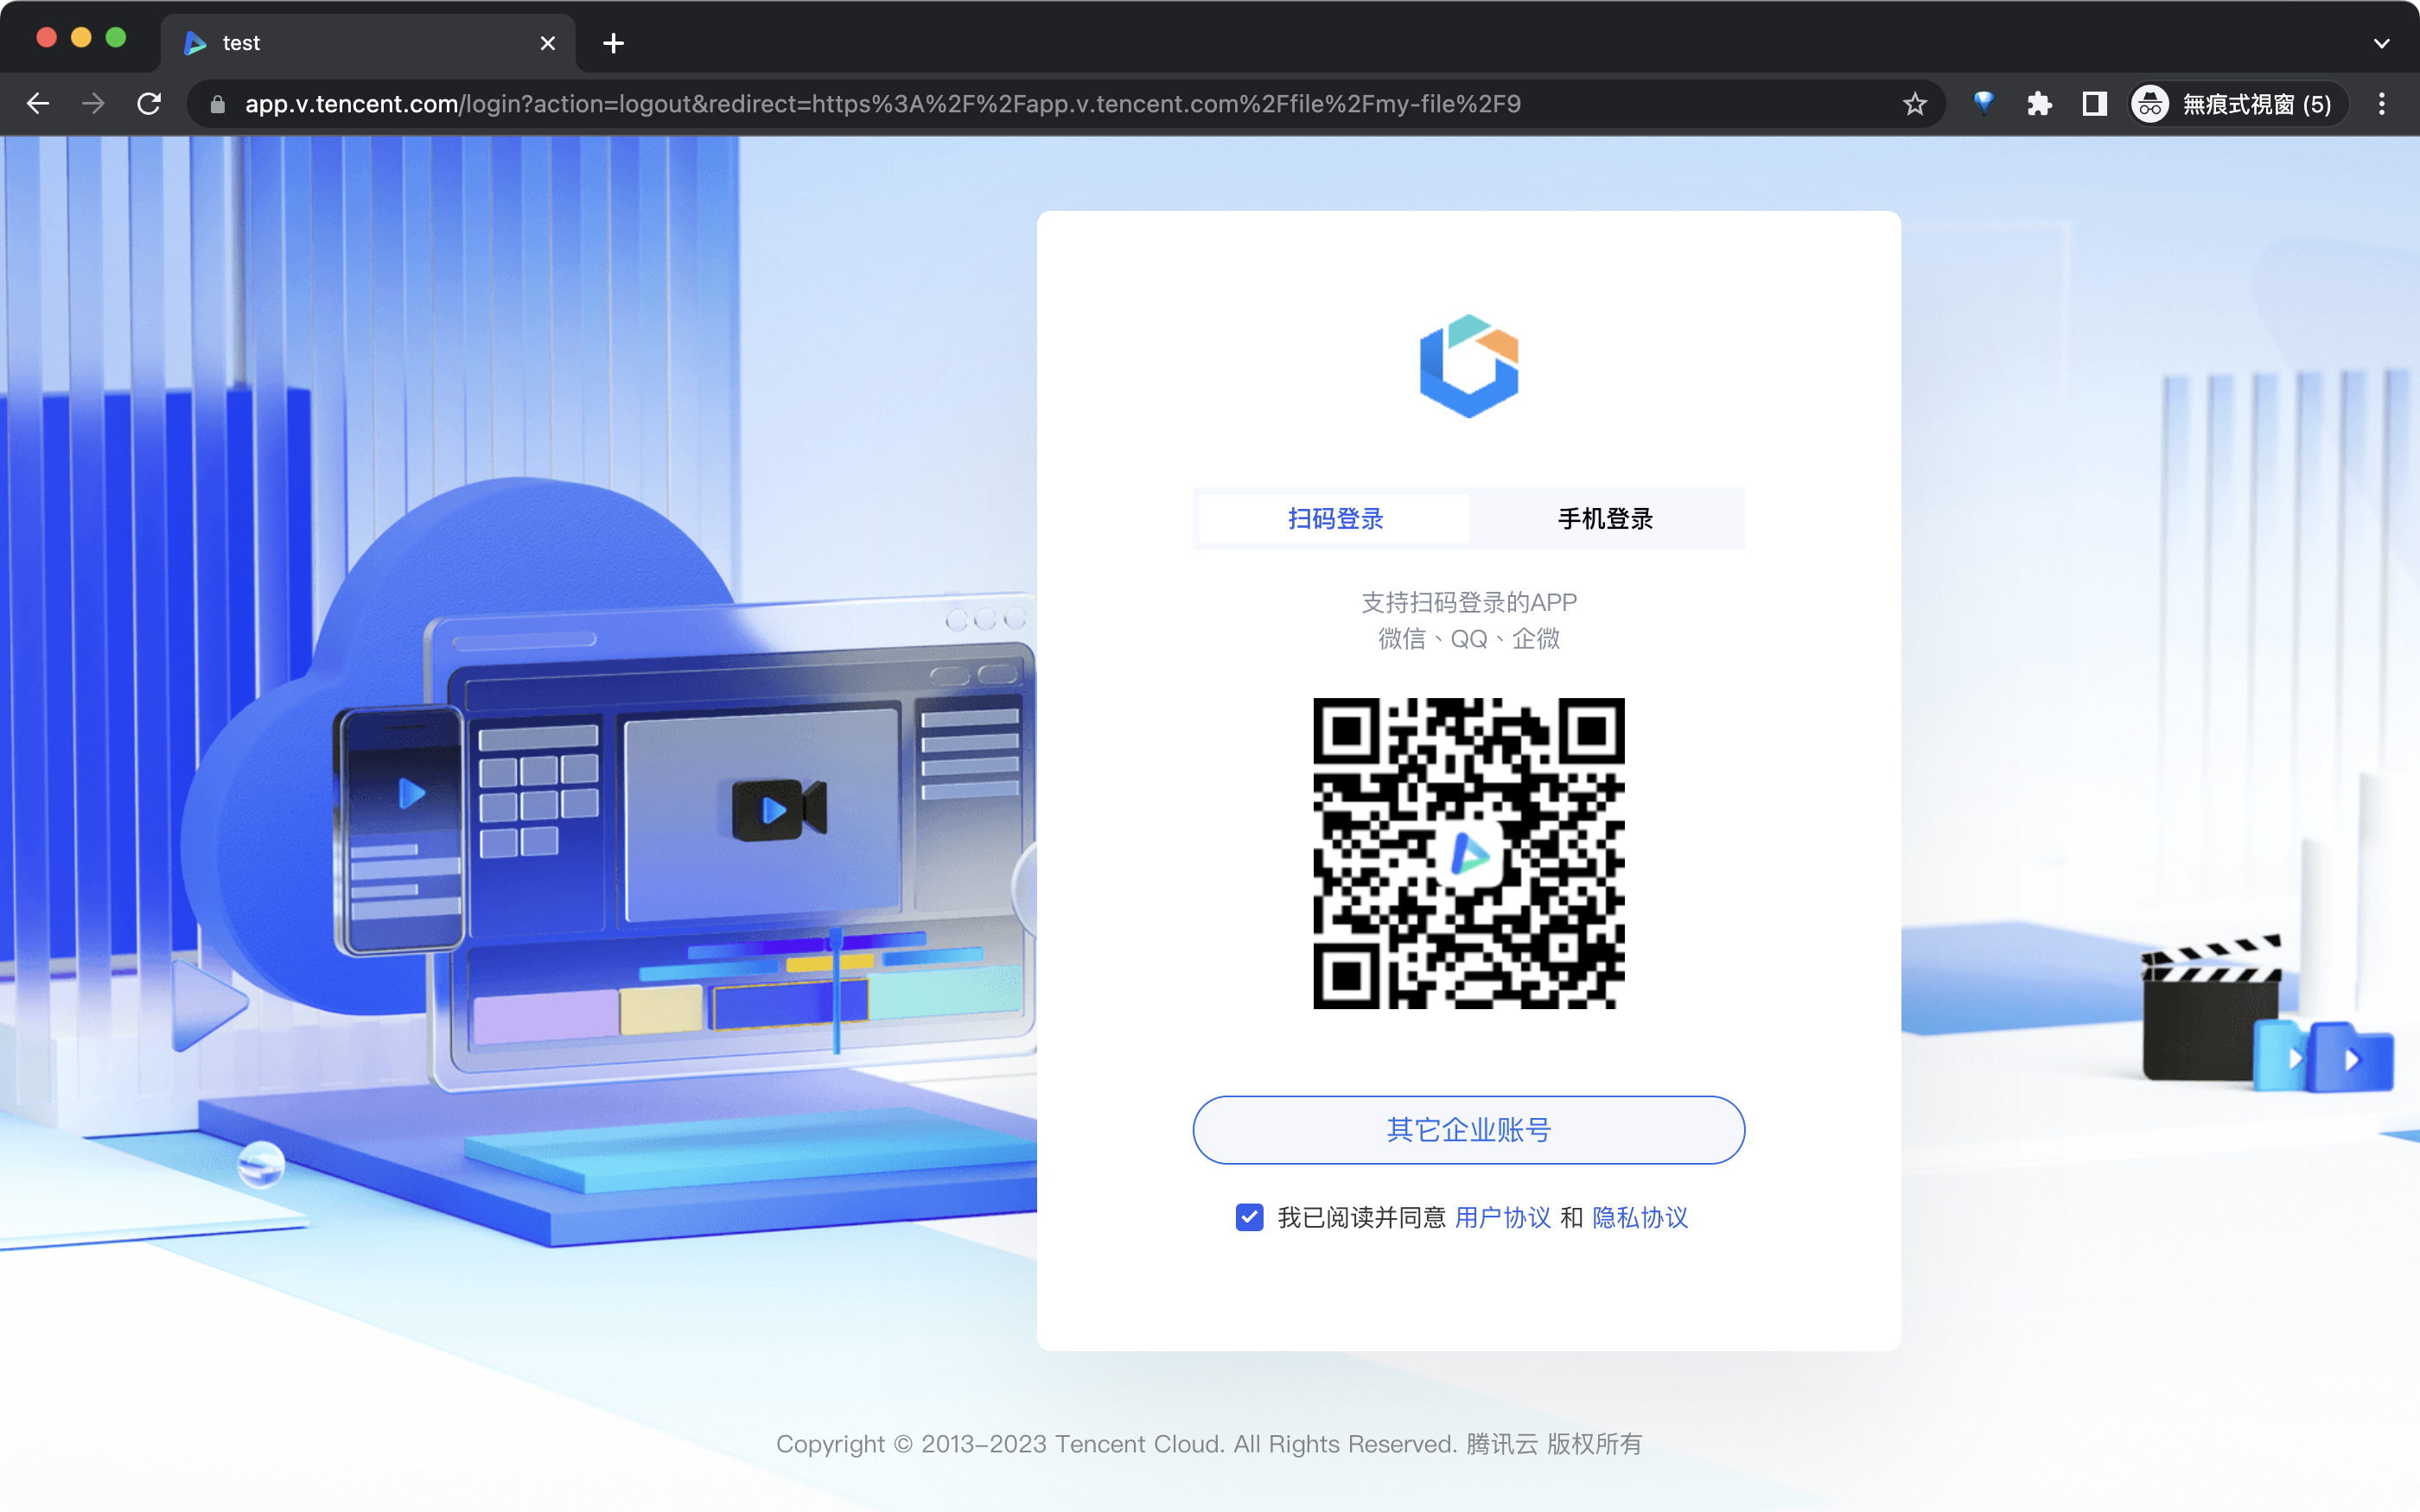 test
app.v.tencent.com/login?action=logout&redirect=https%3A%2F%2Fapp.v.tencent.com%2Ffile%2Fmy-file%2F9
無痕式視窗 (5)
扫码登录 手机登录
支持扫码登录的APP
微信、QQ、企微
其它企业账号
我已阅读并同意 用户协议 和 隐私协议
Copyright © 2013-2023 Tencent Cloud. All Rights Reserved. 腾讯云 版权所有